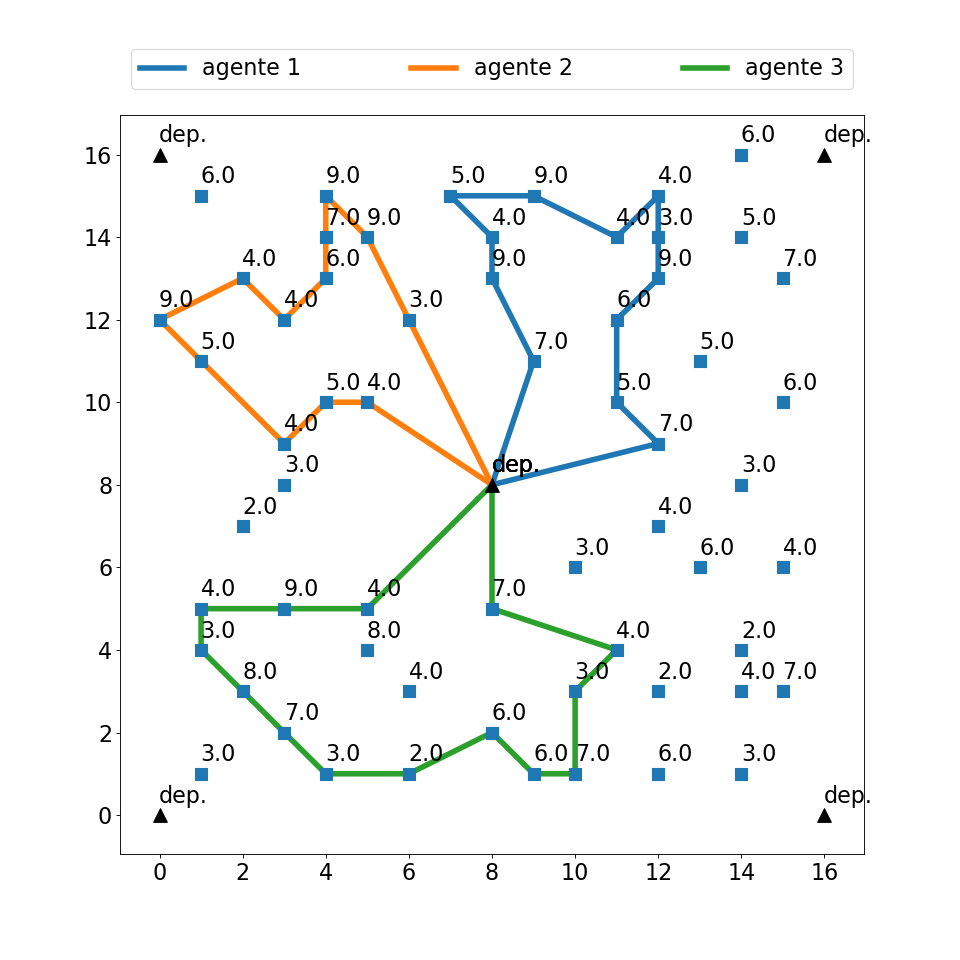 agente 1 agente 2 agente 3
dep. 6.0 dep.
16
6.0 9.0 5.0 9.0 4.0
14 7.0 9.0 4.0 4.0 3.0 5.0
4.0 6.0 9.0 9.0 7.0
12 9.0 4.0 3.0 6.0
5.0 7.0 5.0
10 5.0 4.0 5.0 6.0
4.0 7.0
8 3.0 dep. 3.0
2.0 4.0
6 3.0 6.0 4.0
4.0 9.0 4.0 7.0
4 3.0 8.0 4.0 2.0
8.0 4.0 3.0 2.0 4.0 7.0
2 7.0 6.0
3.0 3.0 2.0 6.0 7.0 6.0 3.0
0 dep. dep.
0 2 4 6 8 10 12 14 16